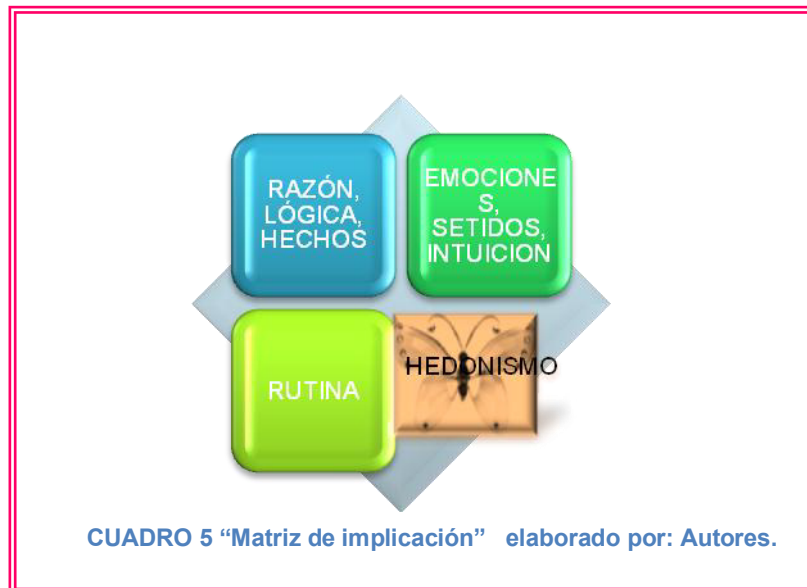 RAZÓN,
LÓGICA,
HECHOS
EMOCIONE
S,
SETIDOS,
INTUICION
RUTINA
HEDONISMO
CUADRO 5 “Matriz de implicación” elaborado por: Autores.